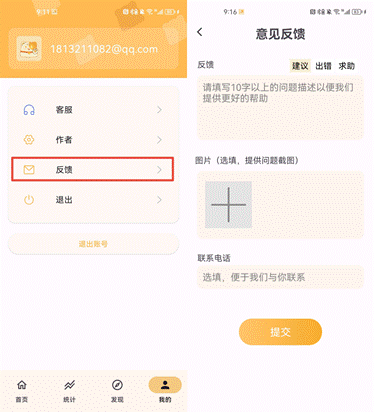 9:11
1813211082@qq.com
客服
作者
反馈
退出
退出账号
首页
统计
发现
我的
9:16
意见反馈
反馈
建议 出错 求助
请填写10字以上的问题描述以便我们
提供更好的帮助
图片（选填，提供问题截图）
联系电话
选填，便于我们与你联系
提交